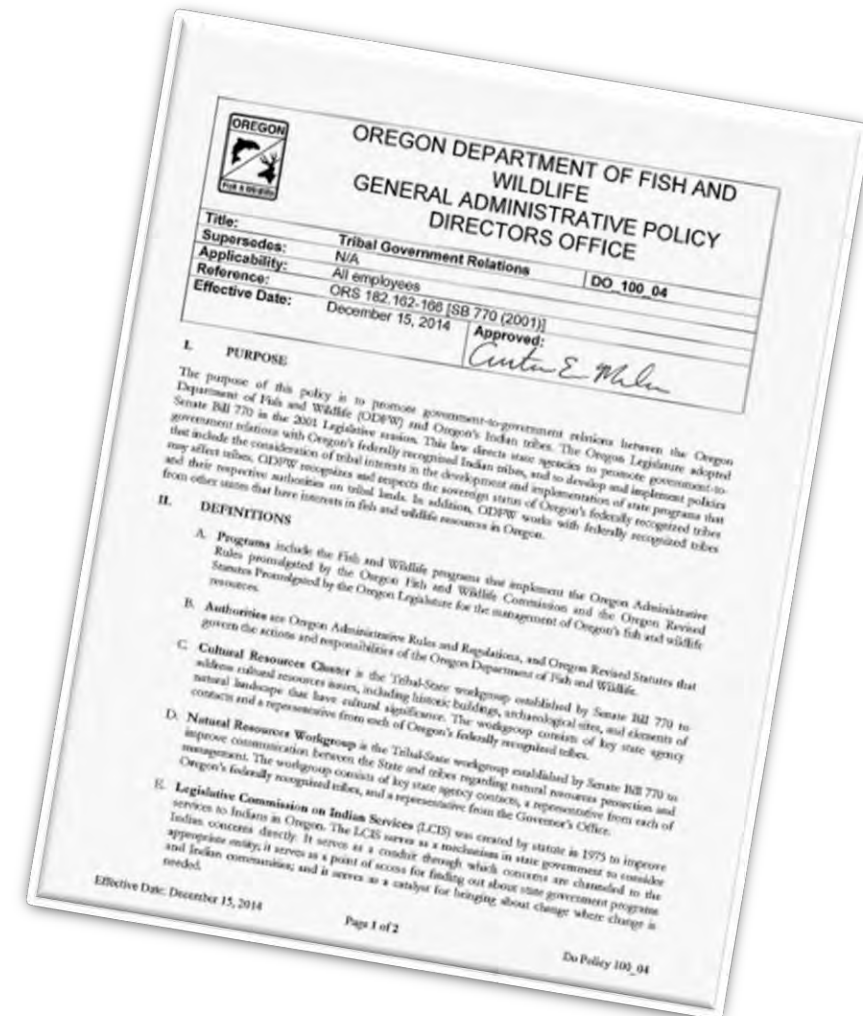 OREGON
Fish & Wildlife
OREGON DEPARTMENT OF FISH AND
WILDLIFE
GENERAL ADMINISTRATIVE POLICY
DIRECTORS OFFICE
Title: Tribal Government Relations DO_100_04
Supersedes: N/A
Applicability: All employees
Reference: ORS 182.162-166 [SB 770 (2001)]
Effective Date: December 15, 2014 Approved:
I. PURPOSE
The purpose of this policy is to promote government-to-government relations between the Oregon
Department of Fish and Wildlife (ODFW) and Oregon's Indian tribes. The Oregon Legislature adopted
Senate Bill 770 in the 2001 Legislative session. This law directs state agencies to promote government-to-
government relations with Oregon's federally recognized Indian tribes, and to develop and implement policies
that include the consideration of tribal interests in the development and implementation of state programs that
may affect tribes. ODFW recognizes and respects the sovereign status of Oregon's federally recognized tribes
and their respective authorities on tribal lands. In addition, ODFW works with federally recognized tribes
from other states that have interests in fish and wildlife resources in Oregon.
II. DEFINITIONS
A. Programs include the Fish and Wildlife programs that implement the Oregon Administrative
Rules promulgated by the Oregon Fish and Wildlife Commission and the Oregon Revised
Statutes Promulgated by the Oregon Legislature for the management of Oregon's fish and wildlife
resources.
B. Authorities are Oregon Administrative Rules and Regulations, and Oregon Revised Statutes that
govern the actions and responsibilities of the Oregon Department of Fish and Wildlife.
C. Cultural Resources Cluster is the Tribal-State workgroup established by Senate Bill 770 to
address cultural resources issues, including historic buildings, archaeological sites, and elements of
natural landscape that have cultural significance. The workgroup consists of key state agency
contacts and a representative from each of Oregon's federally recognized tribes.
D. Natural Resources Workgroup is the Tribal-State workgroup established by Senate Bill 770 to
improve communication between the State and tribes regarding natural resources protection and
management. The workgroup consists of key state agency contacts, a representative from each of
Oregon's federally recognized tribes, and a representative from the Governor's Office.
E. Legislative Commission on Indian Services (LCIS) was created by statute in 1975 to improve
services to Indians in Oregon. The LCIS serves as a mechanism in state government to consider
Indian concerns directly. It serves as a conduit through which concerns are channeled to the
appropriate entity; it serves as a point of access for finding out about state government programs
and Indian communities; and it serves as a catalyst for bringing about change where change is
needed.
Effective Date: December 15, 2014 Page 1 of 2 Do Policy 100_04